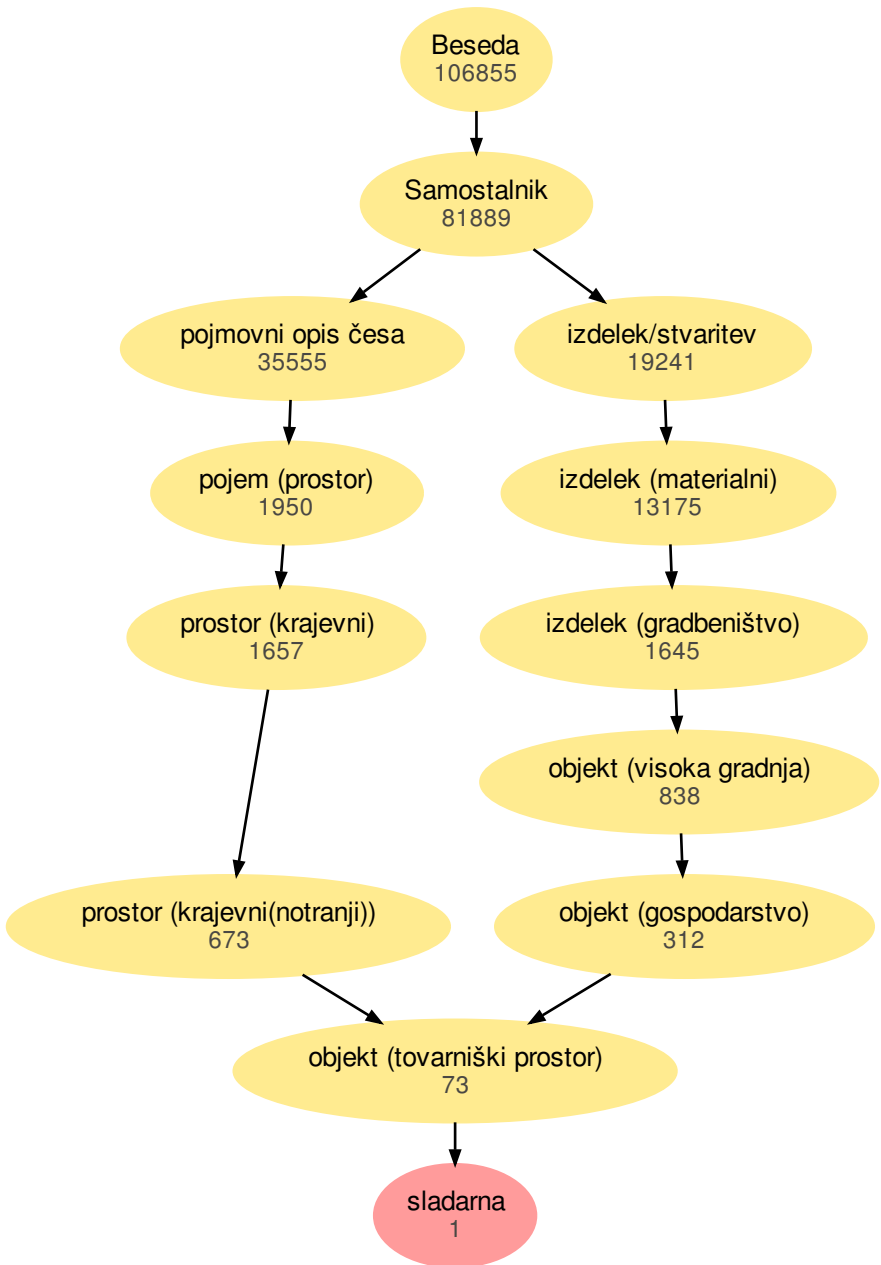 Beseda
106855
Samostalnik
81889
pojmovni opis česa
35555
izdelek/stvaritev
19241
pojem (prostor)
1950
izdelek (materialni)
13175
prostor (krajevni)
1657
izdelek (gradbeništvo)
1645
objekt (visoka gradnja)
838
prostor (krajevni(notranji))
673
objekt (gospodarstvo)
312
objekt (tovarniški prostor)
73
sladarna
1